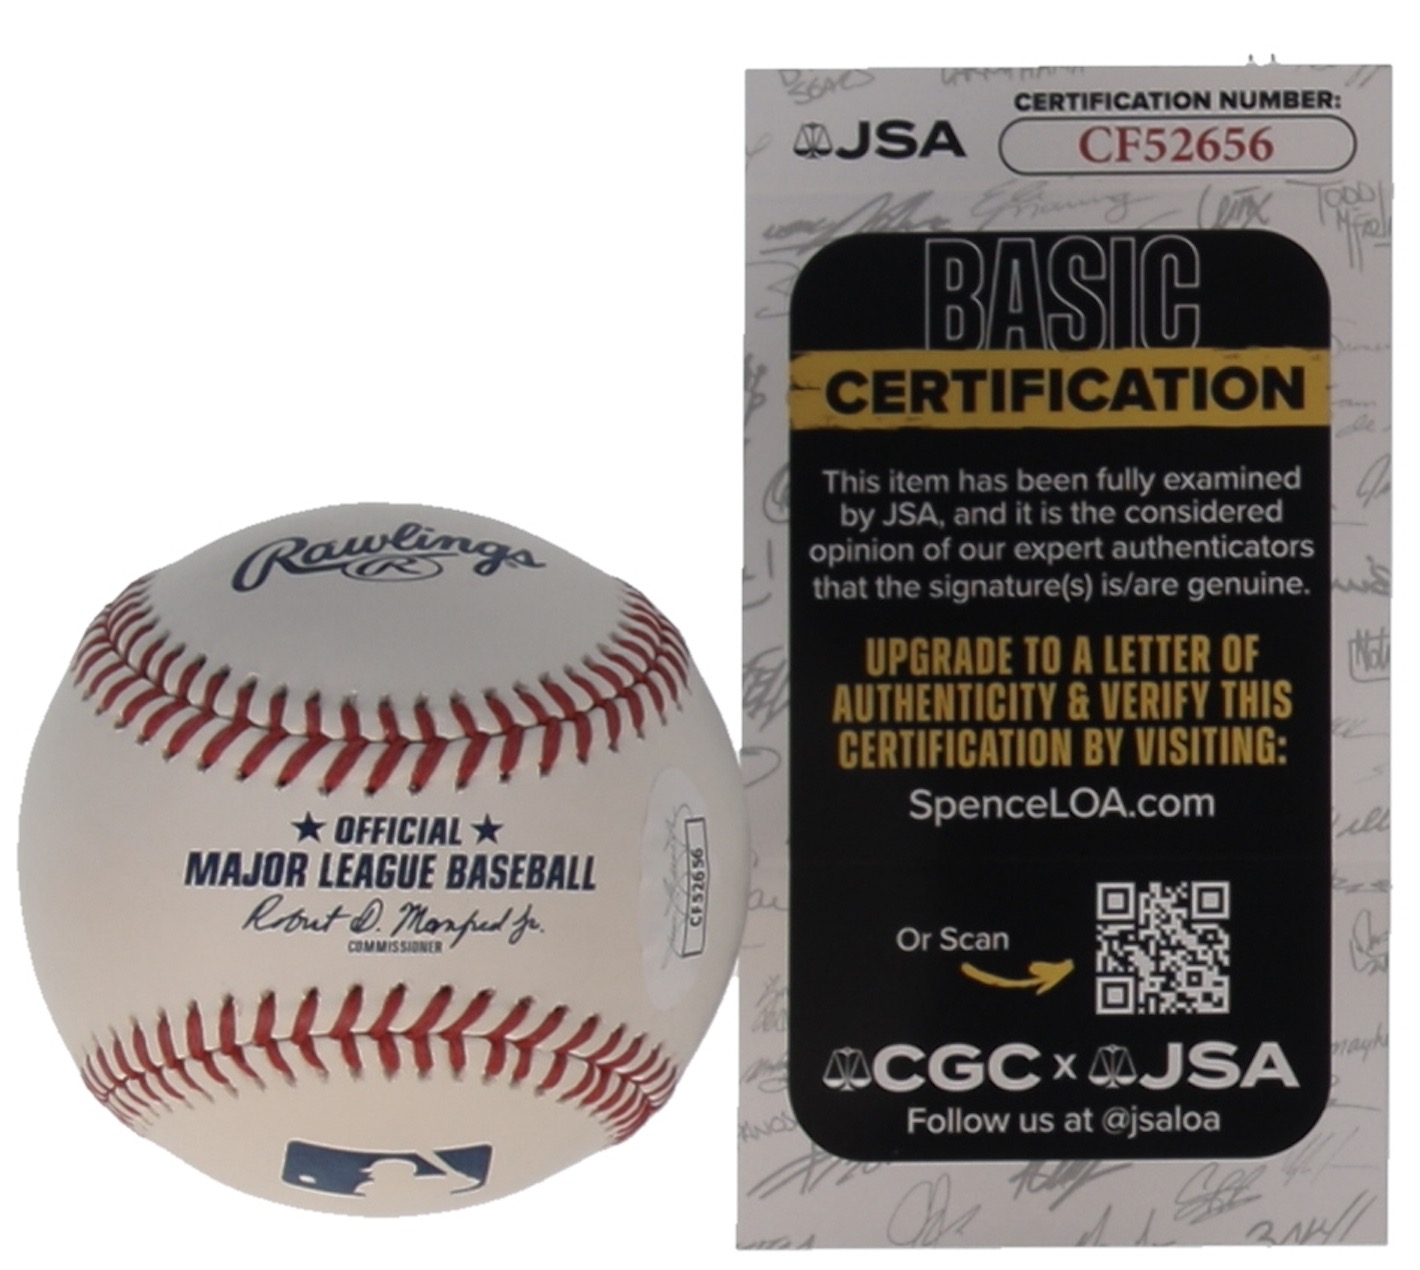 Rawlings
R
★ OFFICIAL ★
MAJOR LEAGUE BASEBALL
Robert D. Manfred Jr.
COMMISSIONER
CF52656
JSA
CERTIFICATION NUMBER:
CF52656
BASIC
CERTIFICATION
This item has been fully examined
by JSA, and it is the considered
opinion of our expert authenticators
that the signature(s) is/are genuine.
UPGRADE TO A LETTER OF
AUTHENTICITY & VERIFY THIS
CERTIFICATION BY VISITING:
SpenceLOA.com
Or Scan
CGC x JSA
Follow us at @jsaloa